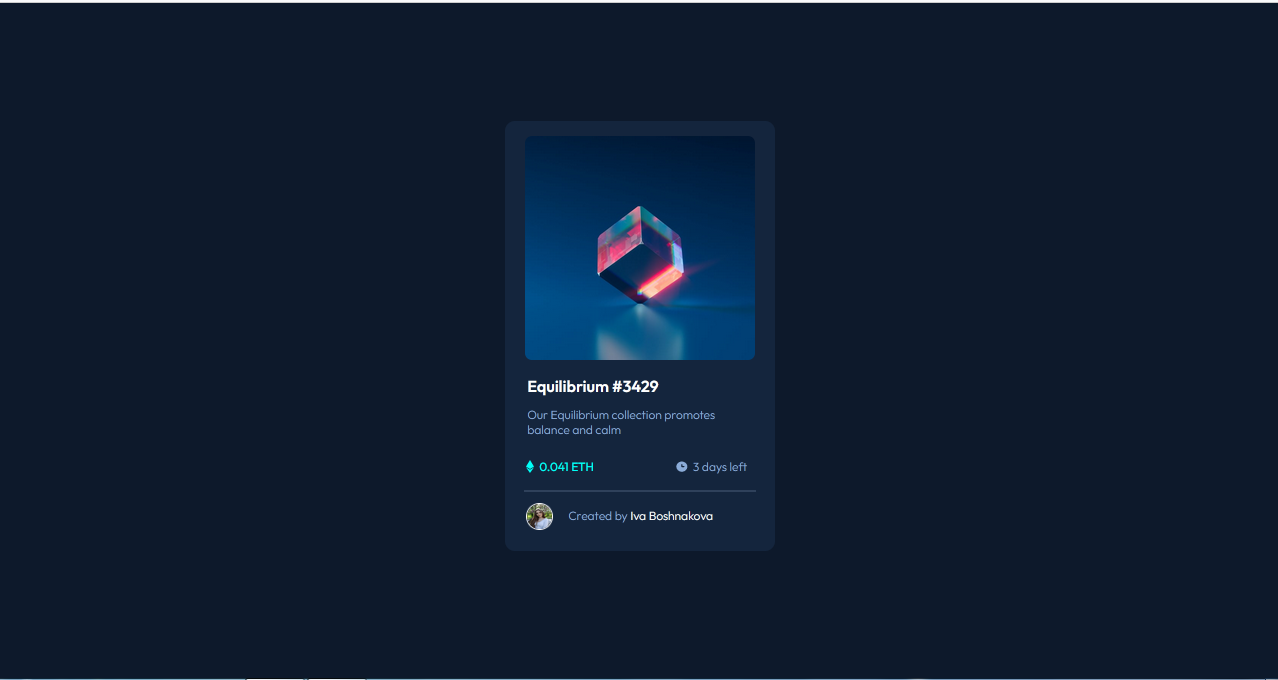 Equilibrium #3429
Our Equilibrium collection promotes
balance and calm
0.041 ETH
3 days left
Created by Iva Boshnakova